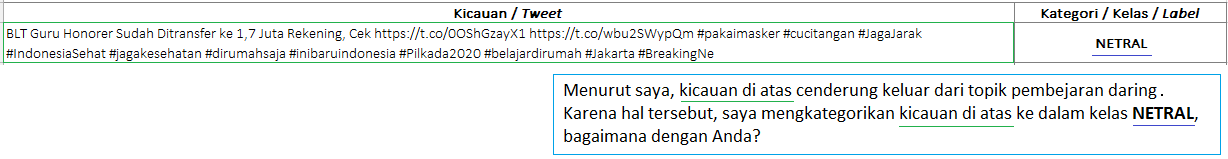 Kicauan / Tweet Kategori / Kelas / Label
BLT Guru Honorer Sudah Ditransfer ke 1,7 Juta Rekening, Cek https://t.co/0OShGzayX1 https://t.co/wbu2SWypQm #pakaimasker #cucitangan #JagaJarak
#IndonesiaSehat #jagakesehatan #dirumahsaja #inibaruindonesia #Pilkada2020 #belajardirumah #Jakarta #BreakingNe
NETRAL
Menurut saya, kicauan di atas cenderung keluar dari topik pembejaran daring.
Karena hal tersebut, saya mengkategorikan kicauan di atas ke dalam kelas NETRAL,
bagaimana dengan Anda?